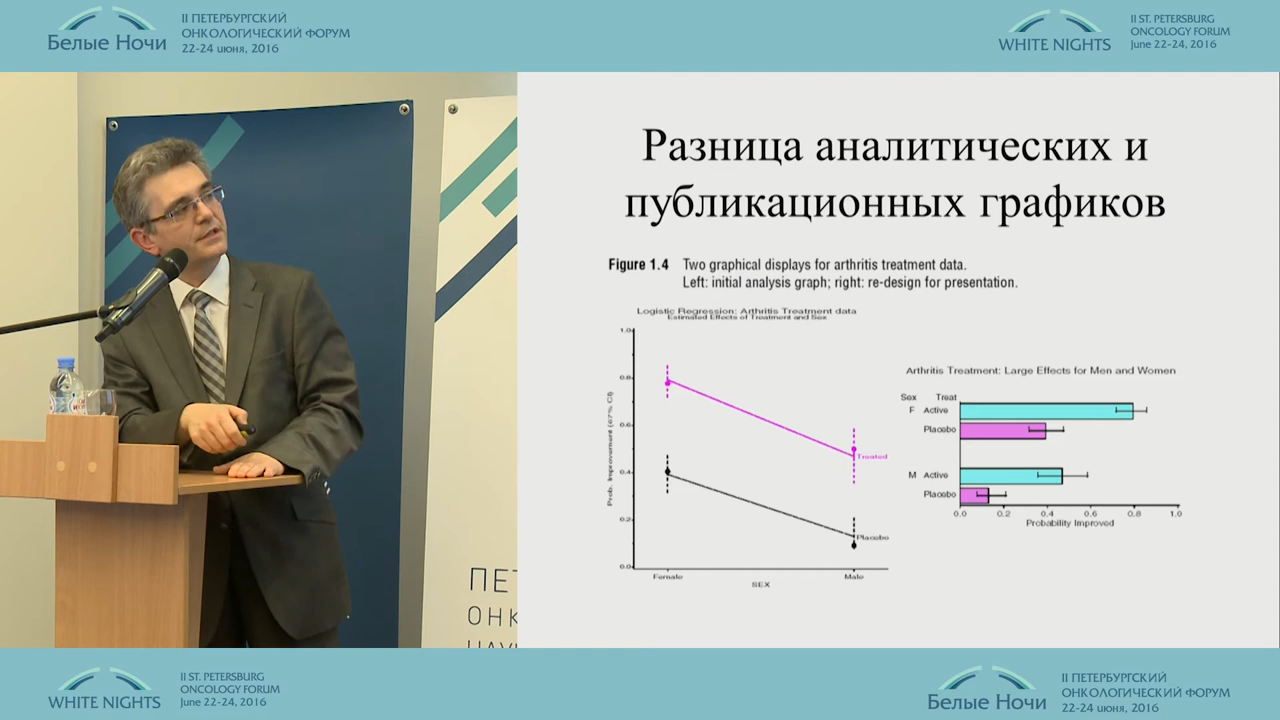 Белые Ночи
II ПЕТЕРБУРГСКИЙ
ОНКОЛОГИЧЕСКИЙ ФОРУМ
22-24 июня, 2016
WHITE NIGHTS
II ST. PETERSBURG
ONCOLOGY FORUM
June 22-24, 2016
Разница аналитических и
публикационных графиков
Figure 1.4 Two graphical displays for arthritis treatment data.
Left: initial analysis graph; right: re-design for presentation.
Logistic Regression: Arthritis Treatment data
Estimated Effects of Treatment and Sex
1.0
0.8
0.6
0.4
0.2
0.0
Prob. Improvement (67% CI)
Treated
Placebo
Female
Male
SEX
Arthritis Treatment: Large Effects for Men and Women
Sex Treat
F Active
Placebo
M Active
Placebo
0.0 0.2 0.4 0.6 0.8 1.0
Probability Improved
ПЕТ
ОНК
НАУ
WHITE NIGHTS
II ST. PETERSBURG
ONCOLOGY FORUM
June 22-24, 2016
Белые Ночи
II ПЕТЕРБУРГСКИЙ
ОНКОЛОГИЧЕСКИЙ ФОРУМ
22-24 июня, 2016